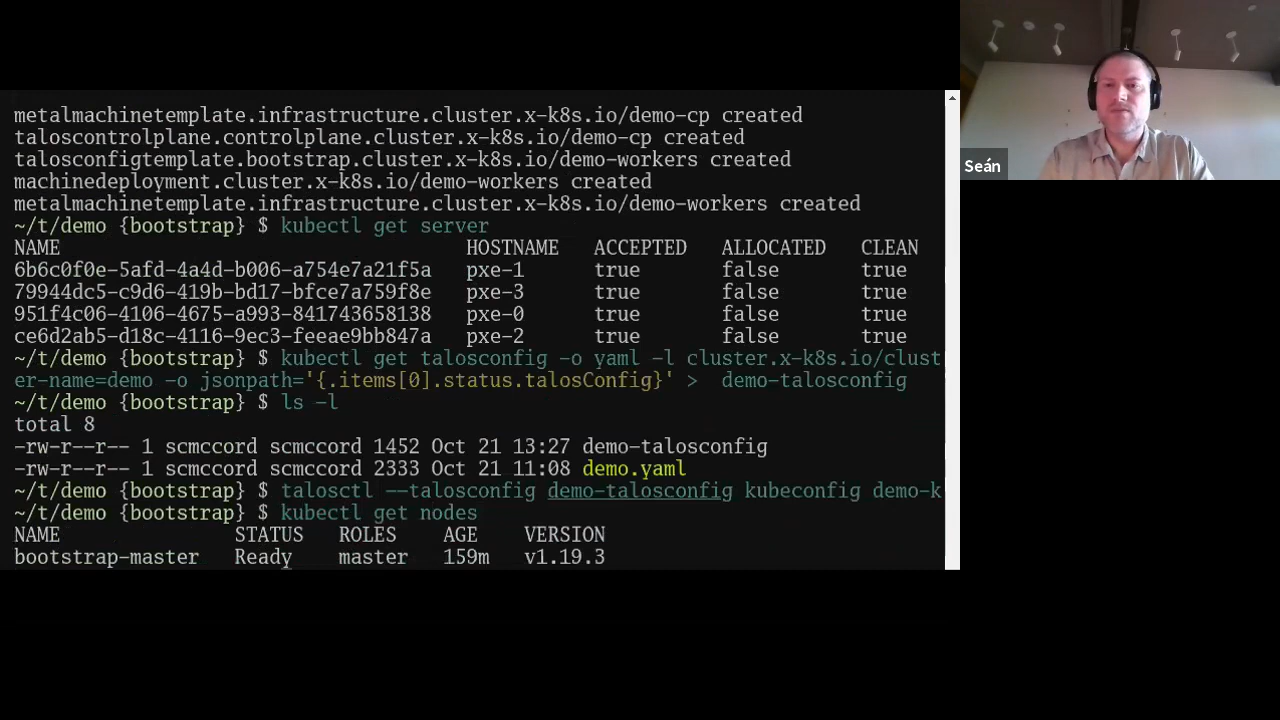 metalmachinetemplate.infrastructure.cluster.x-k8s.io/demo-cp created
taloscontrolplane.controlplane.cluster.x-k8s.io/demo-cp created
talosconfigtemplate.bootstrap.cluster.x-k8s.io/demo-workers created
machinedeployment.cluster.x-k8s.io/demo-workers created
metalmachinetemplate.infrastructure.cluster.x-k8s.io/demo-workers created
~/t/demo {bootstrap} $ kubectl get server
NAME HOSTNAME ACCEPTED ALLOCATED CLEAN
6b6c0f0e-5afd-4a4d-b006-a754e7a21f5a pxe-1 true false true
79944dc5-c9d6-419b-bd17-bfce7a759f8e pxe-3 true false true
951f4c06-4106-4675-a993-841743658138 pxe-0 true false true
ce6d2ab5-d18c-4116-9ec3-feeae9bb847a pxe-2 true false true
~/t/demo {bootstrap} $ kubectl get talosconfig -o yaml -l cluster.x-k8s.io/clust
er-name=demo -o jsonpath='{.items[0].status.talosConfig}' > demo-talosconfig
~/t/demo {bootstrap} $ ls -l
total 8
-rw-r--r-- 1 scmccord scmccord 1452 Oct 21 13:27 demo-talosconfig
-rw-r--r-- 1 scmccord scmccord 2333 Oct 21 11:08 demo.yaml
~/t/demo {bootstrap} $ talosctl --talosconfig demo-talosconfig kubeconfig demo-k
~/t/demo {bootstrap} $ kubectl get nodes
NAME STATUS ROLES AGE VERSION
bootstrap-master Ready master 159m v1.19.3
Seán